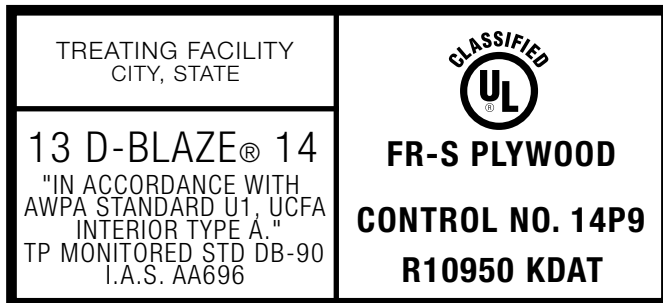 TREATING FACILITY
CITY, STATE
13 D-BLAZE® 14
"IN ACCORDANCE WITH
AWPA STANDARD U1, UCFA
INTERIOR TYPE A."
TP MONITORED STD DB-90
I.A.S. AA696
CLASSIFIED
UL
®
FR-S PLYWOOD
CONTROL NO. 14P9
R10950 KDAT